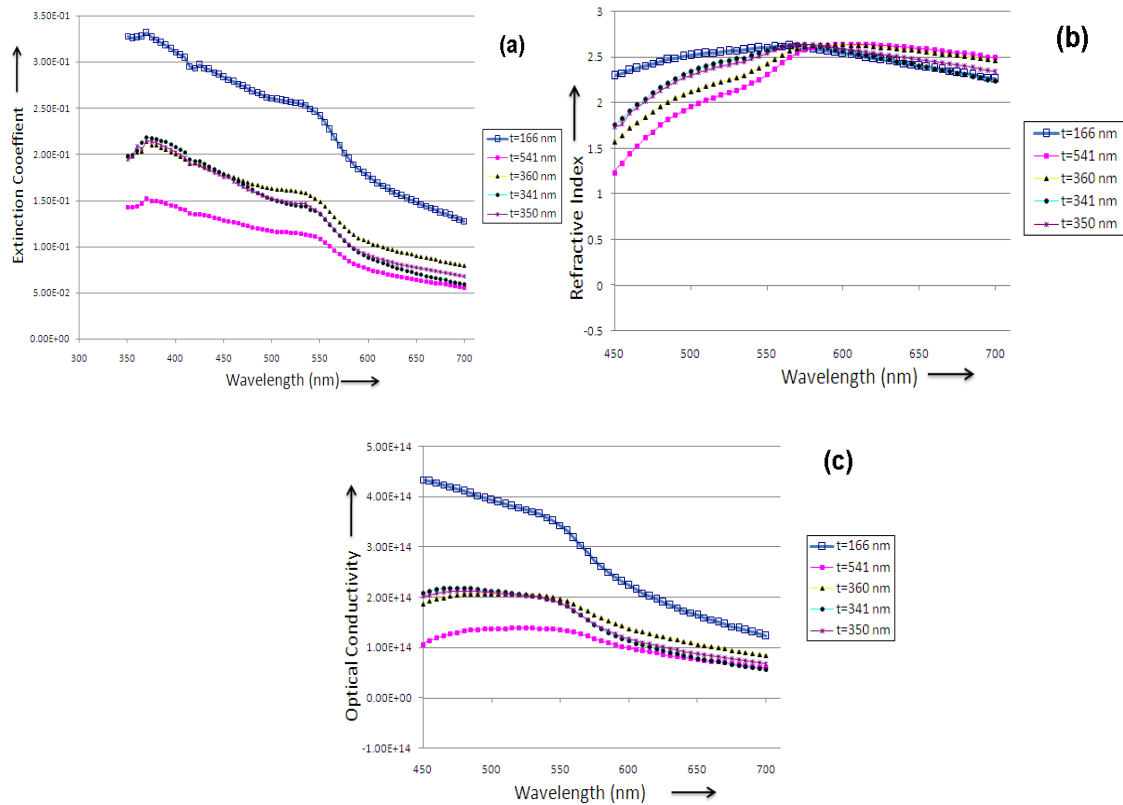 (a)
3.50E-01
3.00E-01
2.50E-01
2.00E-01
1.50E-01
1.00E-01
5.00E-02
0.00E+00
Extinction Coeffient
300 350 400 450 500 550 600 650 700
Wavelength (nm)
t=166 nm
t=541 nm
t=360 nm
t=341 nm
t=350 nm
(b)
3
2.5
2
1.5
1
0.5
0
-0.5
Refractive Index
450 500 550 600 650 700
Wavelength (nm)
t=166 nm
t=541 nm
t=360 nm
t=341 nm
t=350 nm
(c)
5.00E+14
4.00E+14
3.00E+14
2.00E+14
1.00E+14
0.00E+00
-1.00E+14
Optical Conductivity
450 500 550 600 650 700
Wavelength (nm)
t=166 nm
t=541 nm
t=360 nm
t=341 nm
t=350 nm